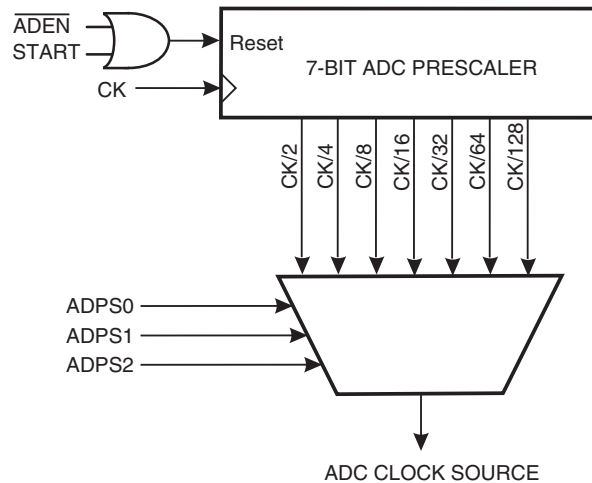 A̅D̅E̅N̅
START
Reset
7-BIT ADC PRESCALER
CK
CK/2
CK/4
CK/8
CK/16
CK/32
CK/64
CK/128
ADPS0
ADPS1
ADPS2
ADC CLOCK SOURCE